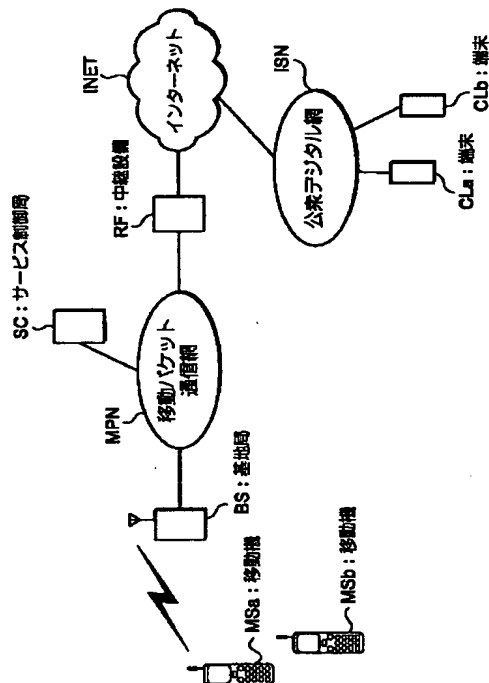 INET
インターネット
RF:中継設備
SC:サービス制御局
移動パケット
通信網
MPN
BS:基地局
MSa:移動機
MSb:移動機
ISN
公衆デジタル網
CLa:端末
CLb:端末